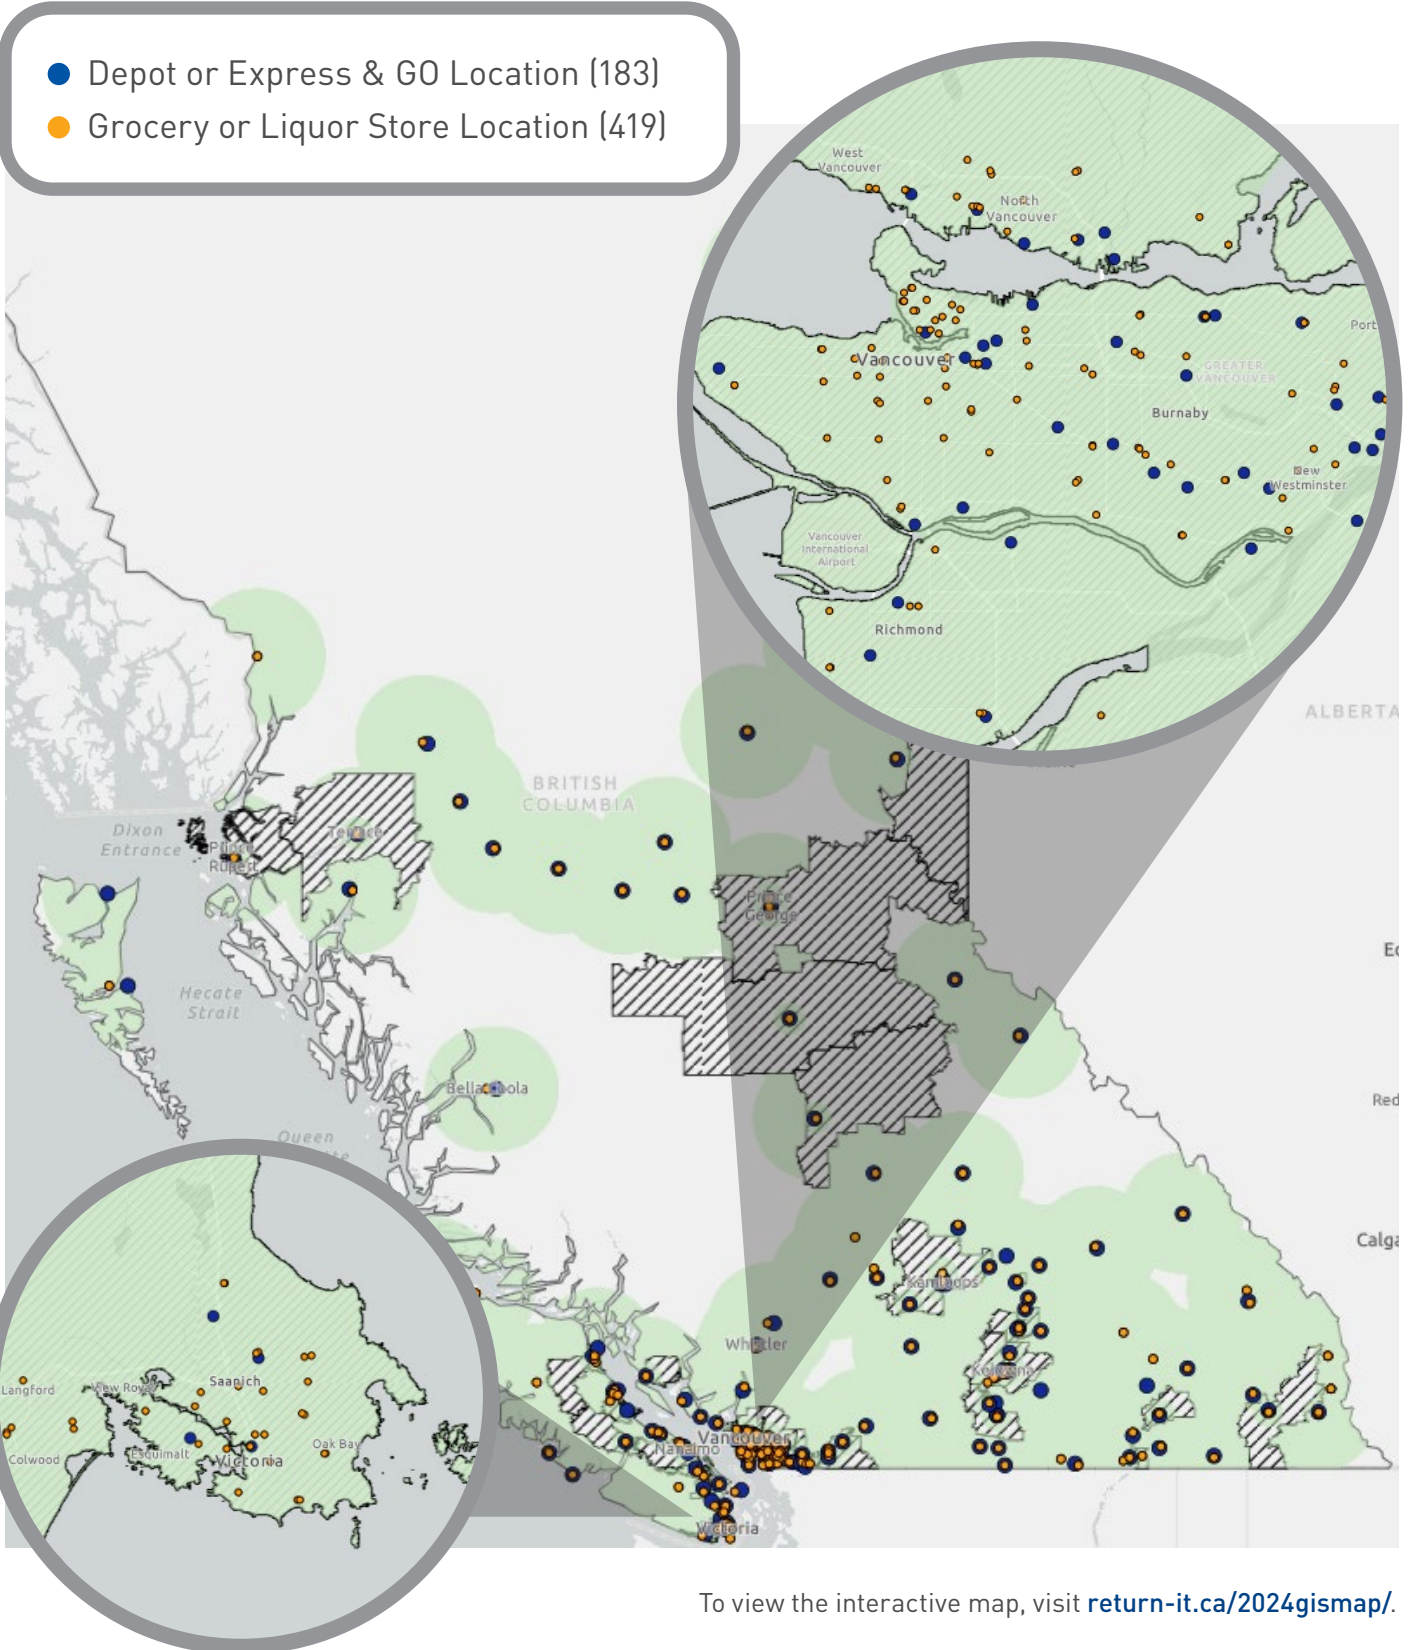 Depot or Express & GO Location (183)
Grocery or Liquor Store Location (419)
West
Vancouver
North
Vancouver
Port
Vancouver
GREATER
VANCOUVER
Burnaby
New
Westminster
Vancouver
International
Airport
Richmond
ALBERTA
BRITISH
COLUMBIA
Dixon
Entrance
Terrace
Prince
Rupert
Prince
George
Hecate
Strait
Bella Coola
Queen
Red
Calga
Kamloops
Whistler
Kelowna
Vancouver
Nanaimo
Victoria
Langford
View Royal
Saanich
Colwood
Esquimalt
Victoria
Oak Bay
To view the interactive map, visit return-it.ca/2024gismap/.